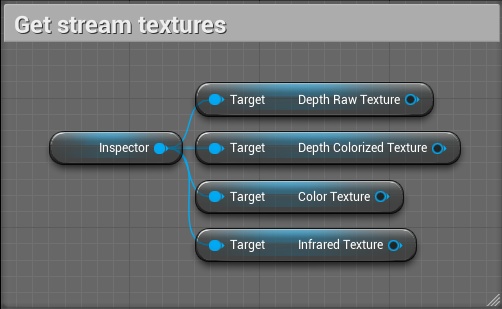 Get stream textures
Target Depth Raw Texture
Inspector Target Depth Colorized Texture
Target Color Texture
Target Infrared Texture